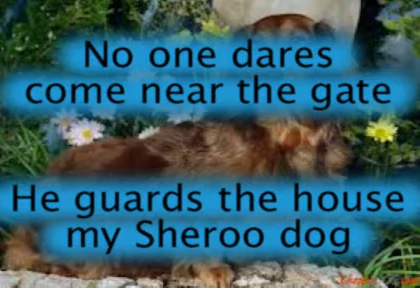 No one dares
come near the gate
He guards the house
my Sheroo dog